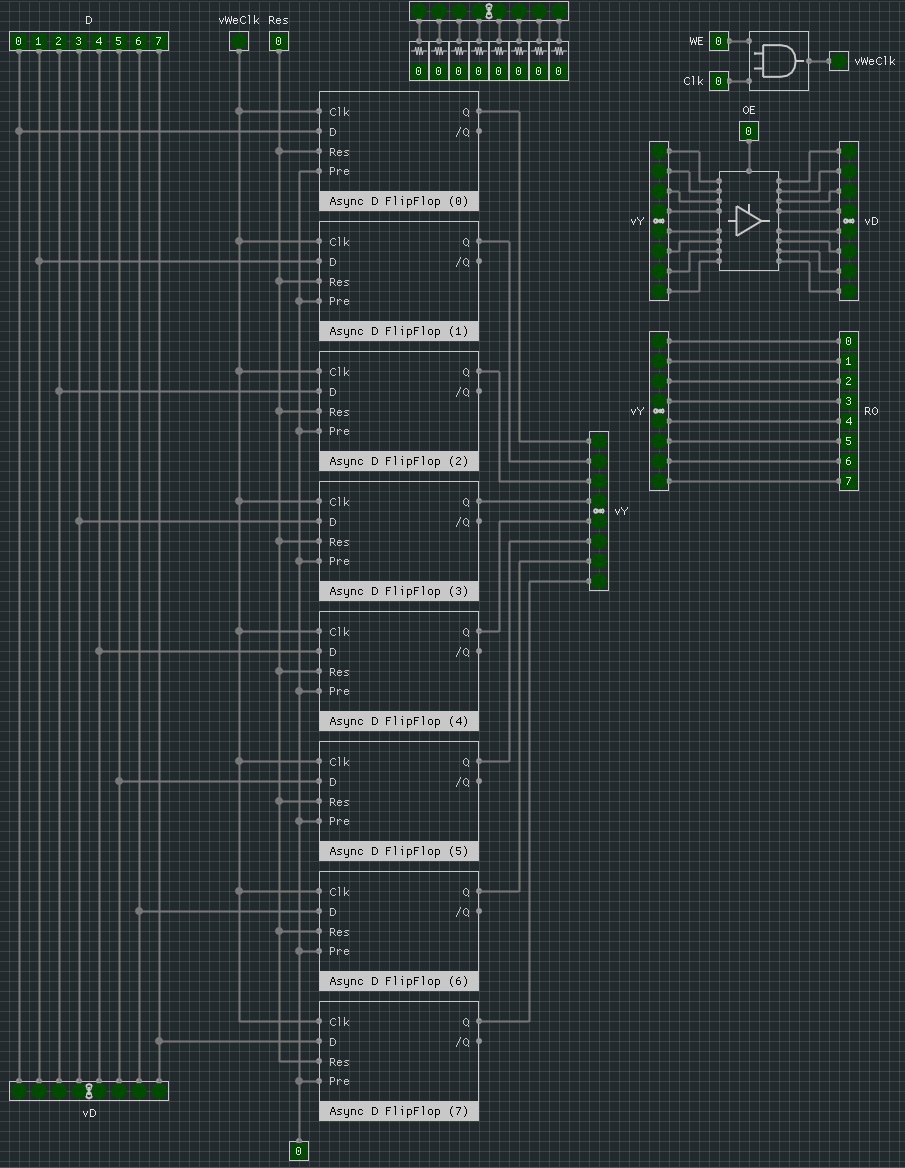 D vWeClk Res
0 1 2 3 4 5 6 7 0
0 0 0 0 0 0 0 0
WE 0
vWeClk
Clk 0
OE
0
vY vD
vY
0
1
2
3
4
5
6
7
RO
Clk Q
D /Q
Res
Pre
Async D FlipFlop (0)
Clk Q
D /Q
Res
Pre
Async D FlipFlop (1)
Clk Q
D /Q
Res
Pre
Async D FlipFlop (2)
Clk Q
D /Q
Res
Pre
Async D FlipFlop (3)
vY
Clk Q
D /Q
Res
Pre
Async D FlipFlop (4)
Clk Q
D /Q
Res
Pre
Async D FlipFlop (5)
Clk Q
D /Q
Res
Pre
Async D FlipFlop (6)
Clk Q
D /Q
Res
Pre
Async D FlipFlop (7)
vD
0